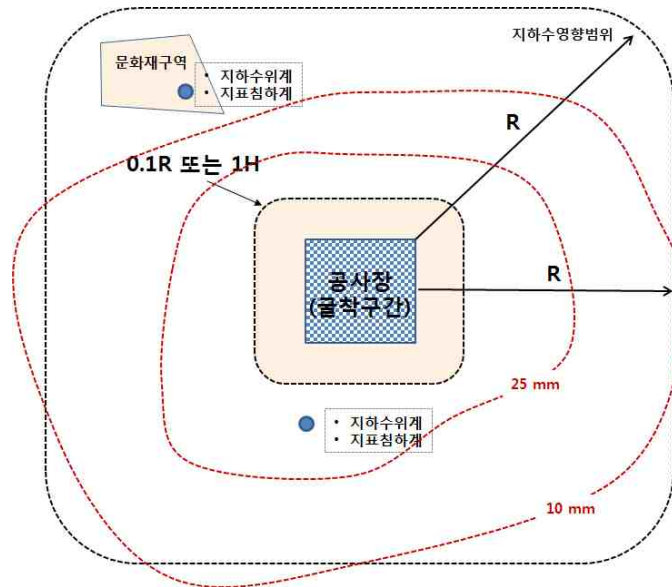 지하수영향범위
문화재구역
• 지하수위계
• 지표침하계
R
0.1R 또는 1H
R
공사장
(굴착구간)
25 mm
• 지하수위계
• 지표침하계
10 mm